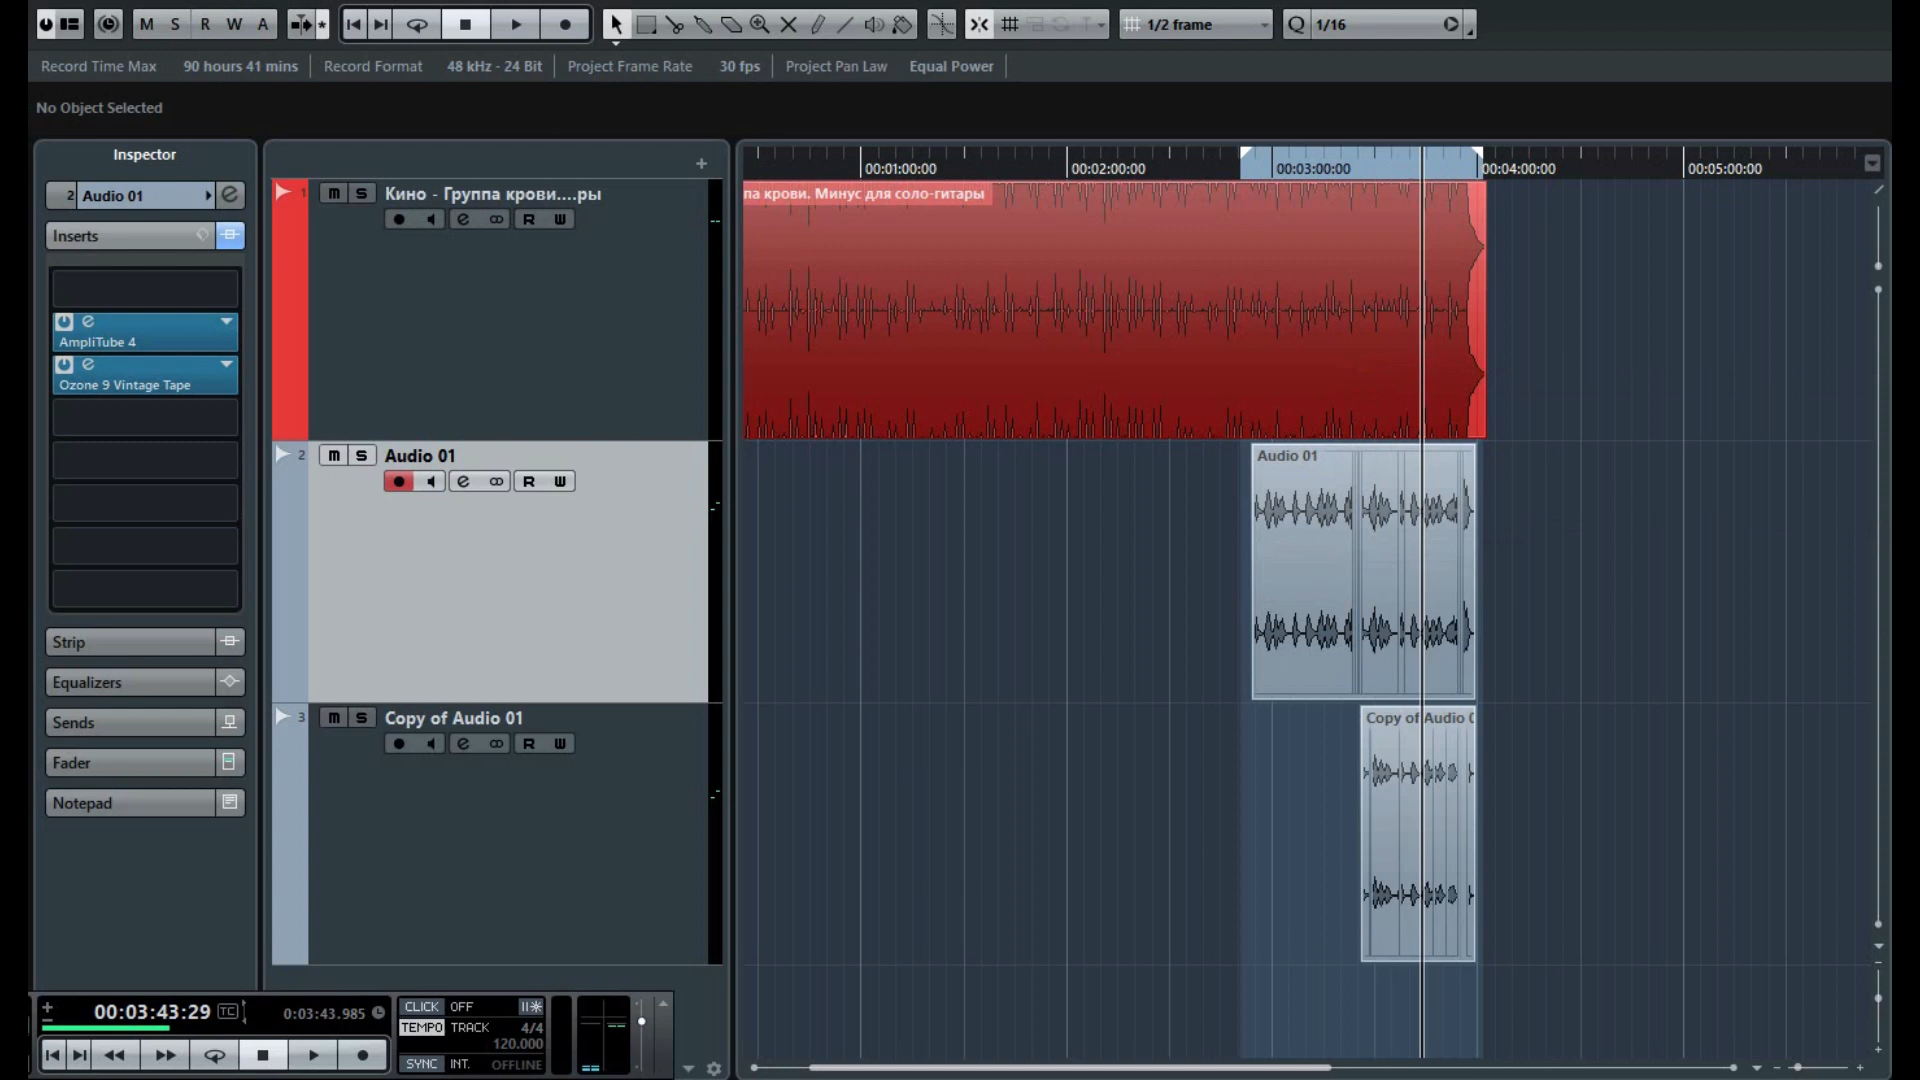 M S R W A * 1/2 frame Q 1/16
Record Time Max 90 hours 41 mins Record Format 48 kHz - 24 Bit Project Frame Rate 30 fps Project Pan Law Equal Power
No Object Selected
Inspector
2 Audio 01
Inserts
AmpliTube 4
Ozone 9 Vintage Tape
Strip
Equalizers
Sends
Fader
Notepad
1 m S Кино - Группа крови....ры
R W
2 m S Audio 01
R W
3 m S Copy of Audio 01
R W
00:01:00:00 00:02:00:00 00:03:00:00 00:04:00:00 00:05:00:00
па крови. Минус для соло-гитары
Audio 01
Copy of Audio 0
00:03:43:29 TC 0:03:43.985
CLICK OFF
TEMPO TRACK 4/4
120.000
SYNC INT. OFFLINE